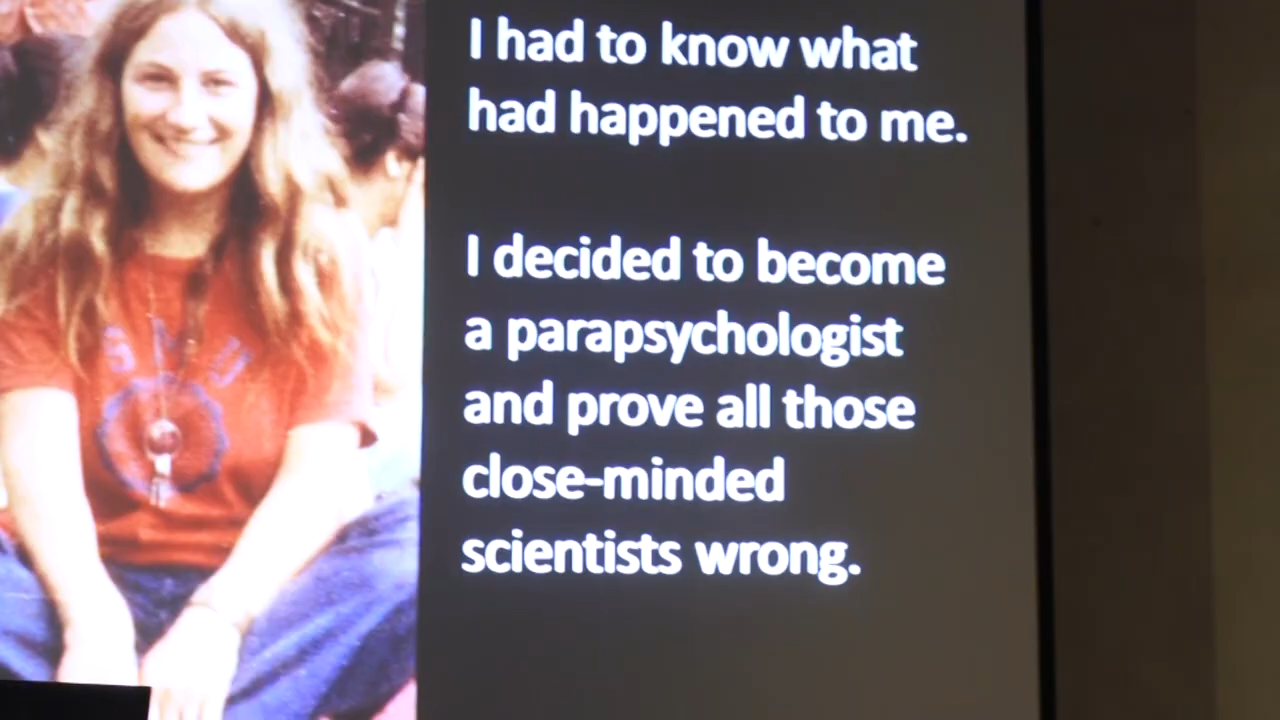 I had to know what
had happened to me.
I decided to become
a parapsychologist
and prove all those
close-minded
scientists wrong.